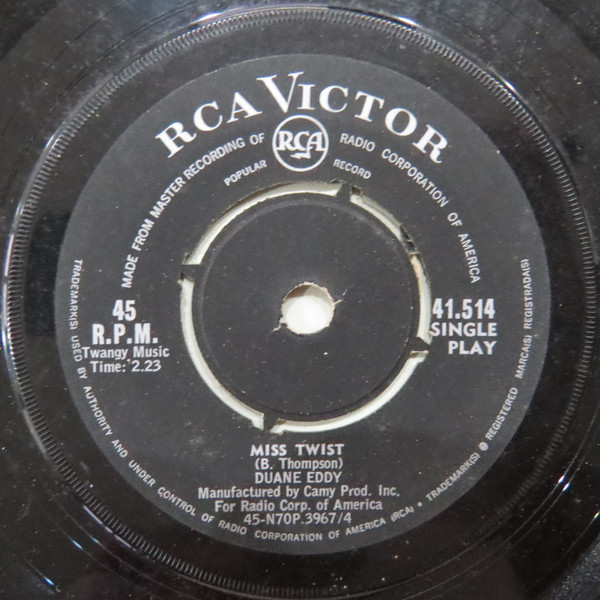 RCA VICTOR
MADE FROM MASTER RECORDING OF RADIO CORPORATION OF AMERICA
RCA
POPULAR RECORD
45
R.P.M.
Twangy Music
Time: 2.23
41.514
SINGLE
PLAY
MISS TWIST
(B. Thompson)
DUANE EDDY
Manufactured by Camy Prod. Inc.
For Radio Corp. of America
45-N70P.3967/4
TRADEMARK(S) USED BY AUTHORITY AND UNDER CONTROL OF RADIO CORPORATION OF AMERICA (RCA) • TRADEMARK(S) ® REGISTERED MARCA(S) REGISTRADA(S)